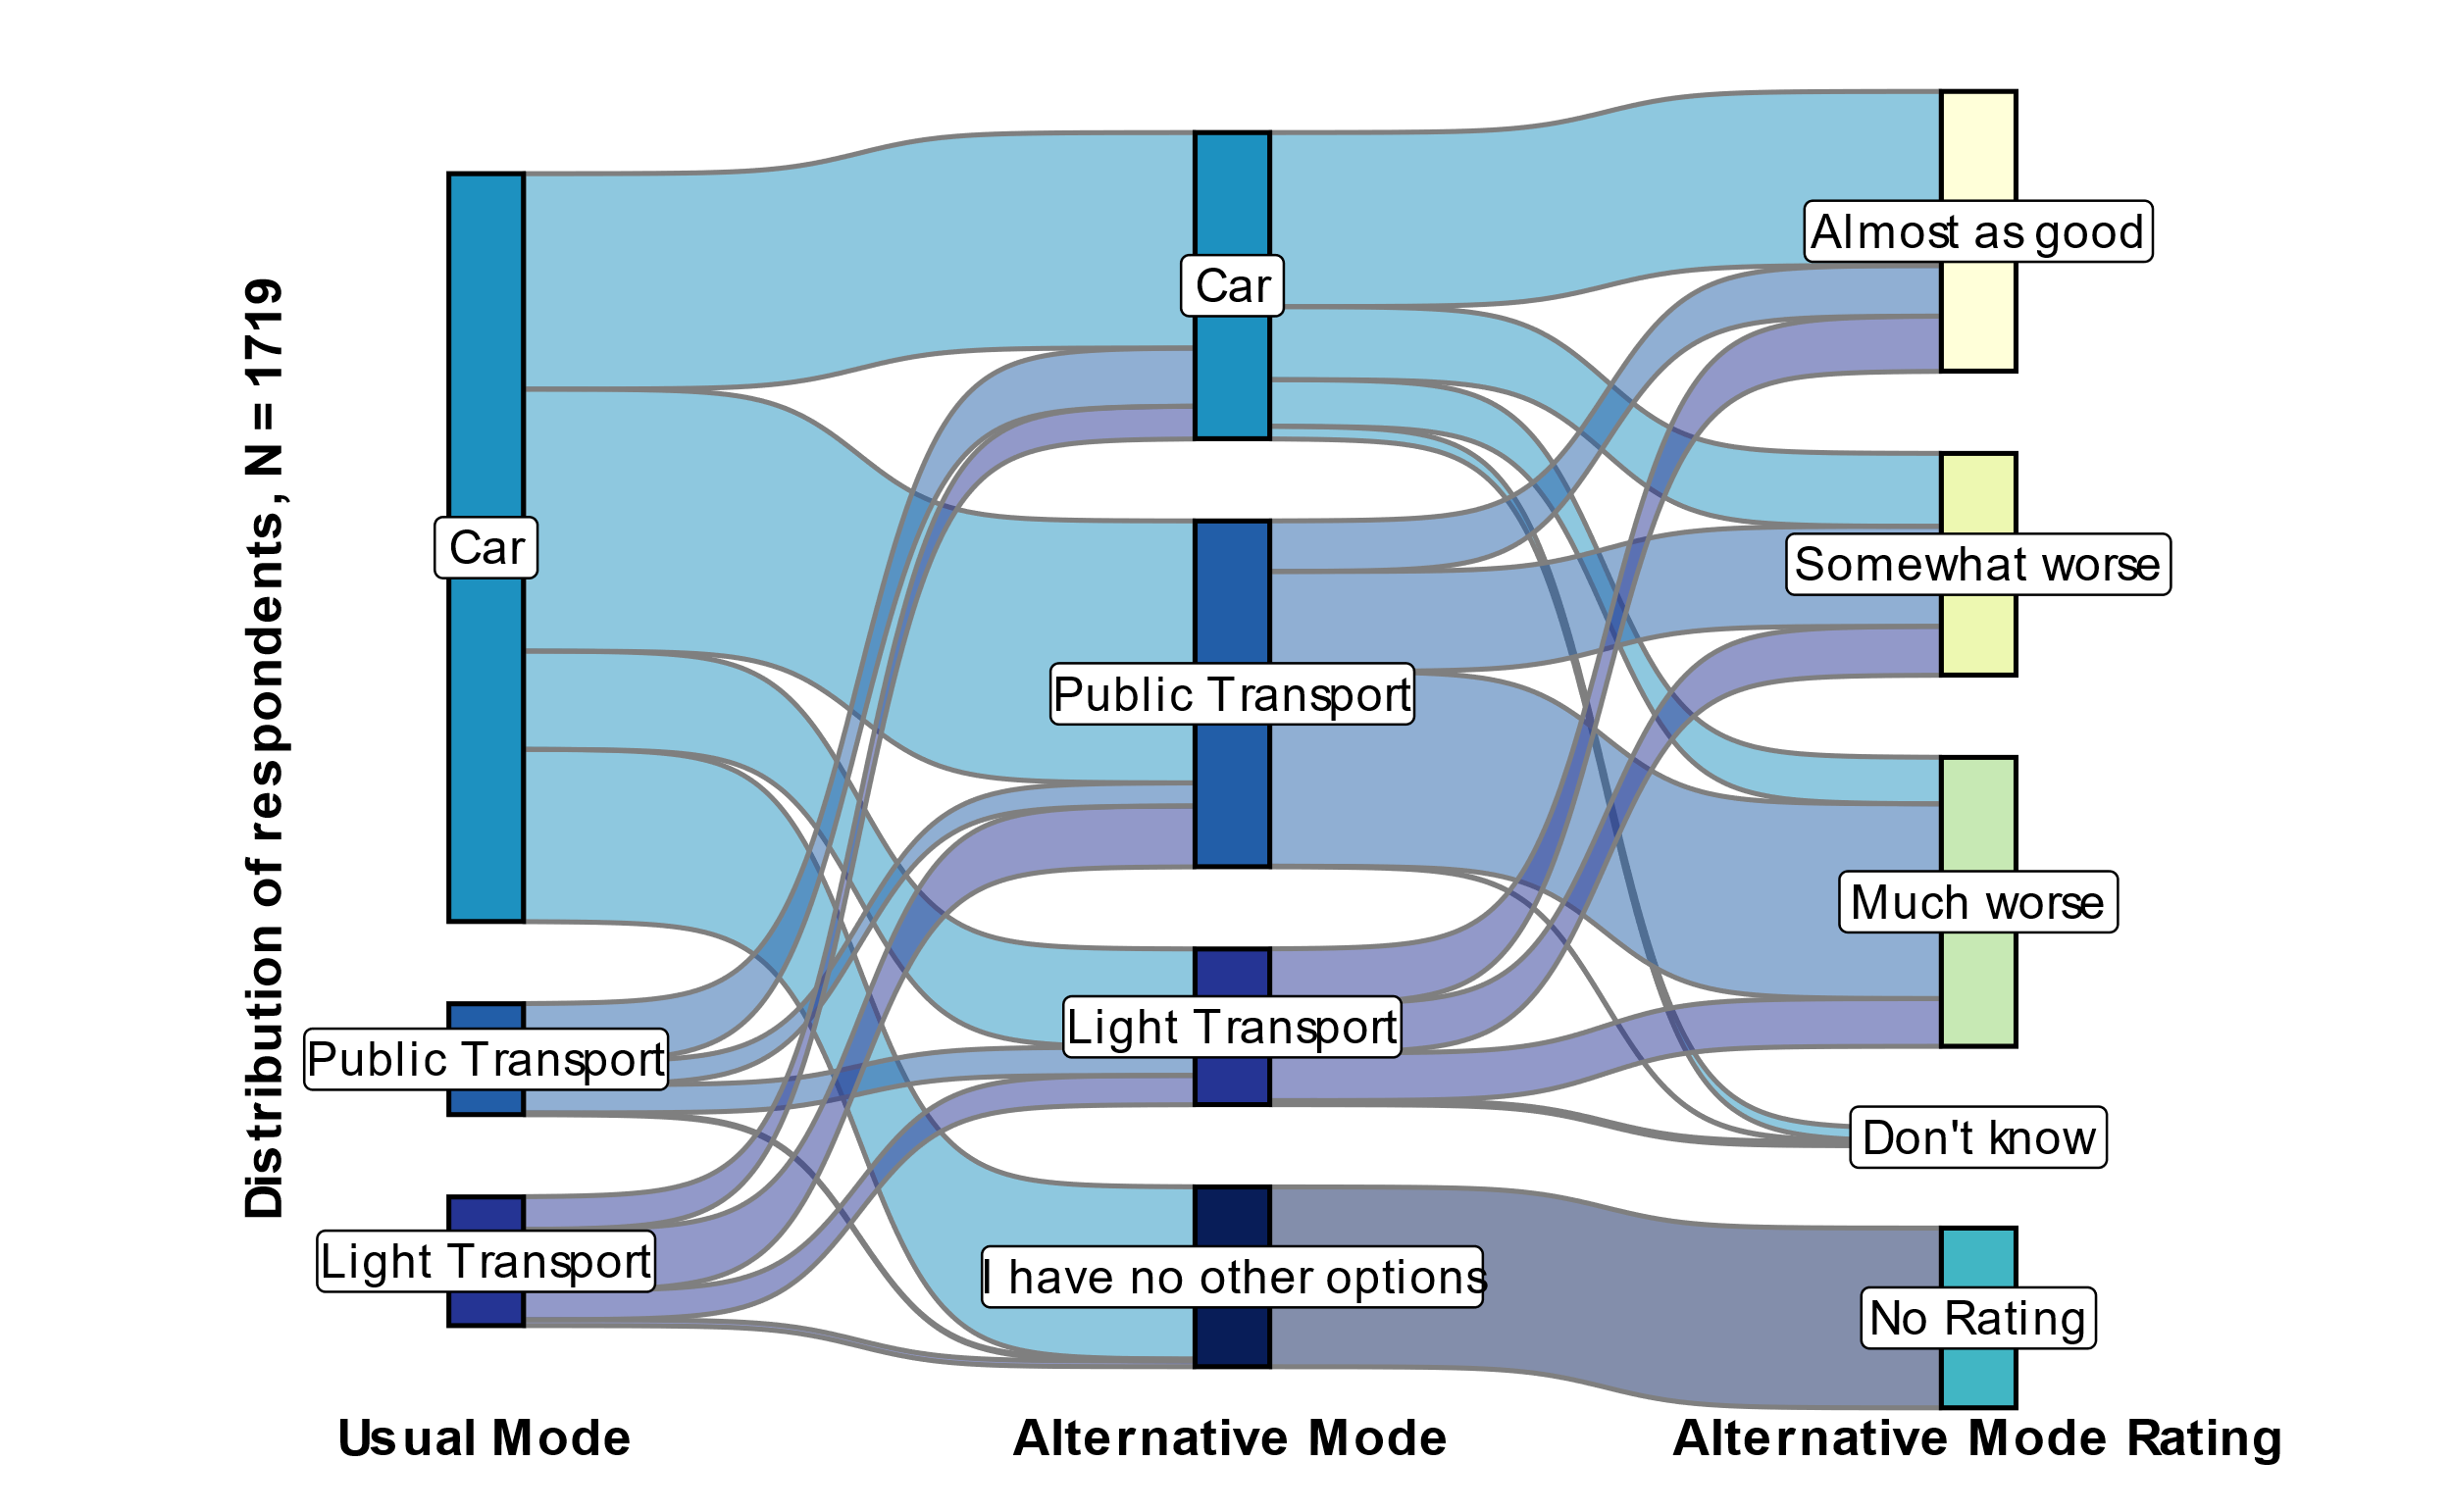 Distribution of respondents, N = 1719
Car
Public Transport
Light Transport
Car
Public Transport
Light Transport
I have no other options
Almost as good
Somewhat worse
Much worse
Don't know
No Rating
Usual Mode
Alternative Mode
Alternative Mode Rating